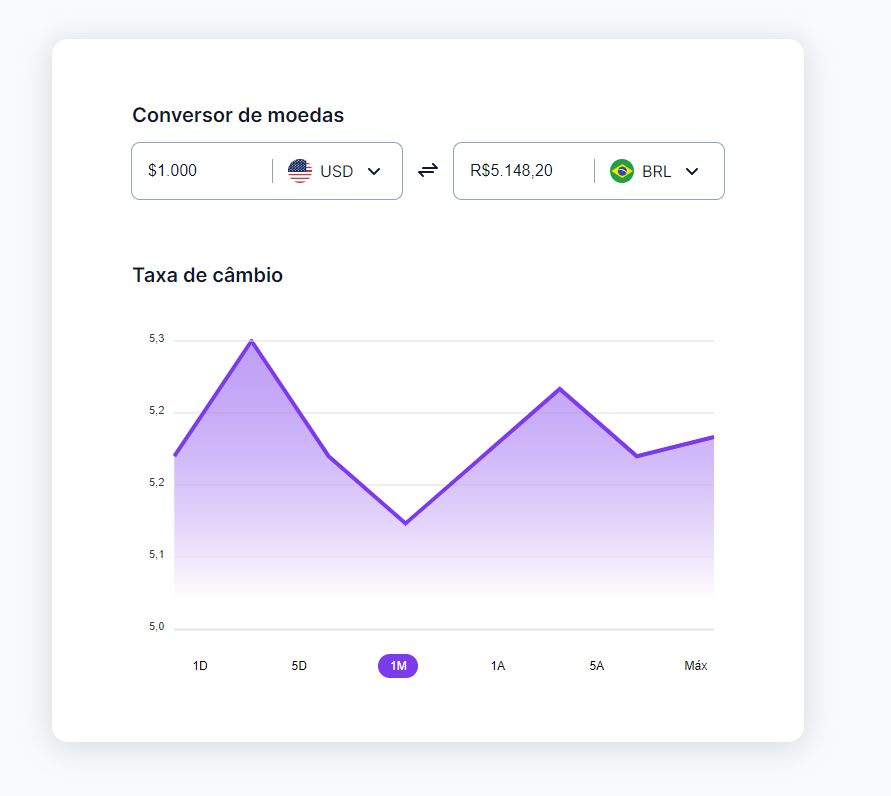 Conversor de moedas
$1.000 USD R$5.148,20 BRL
Taxa de câmbio
5,3
5,2
5,2
5,1
5,0
1D 5D 1M 1A 5A Máx